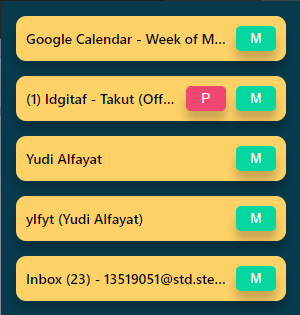 Google Calendar - Week of M... M
(1) Idgitaf - Takut (Off... P M
Yudi Alfayat M
ylfyt (Yudi Alfayat) M
Inbox (23) - 13519051@std.ste... M